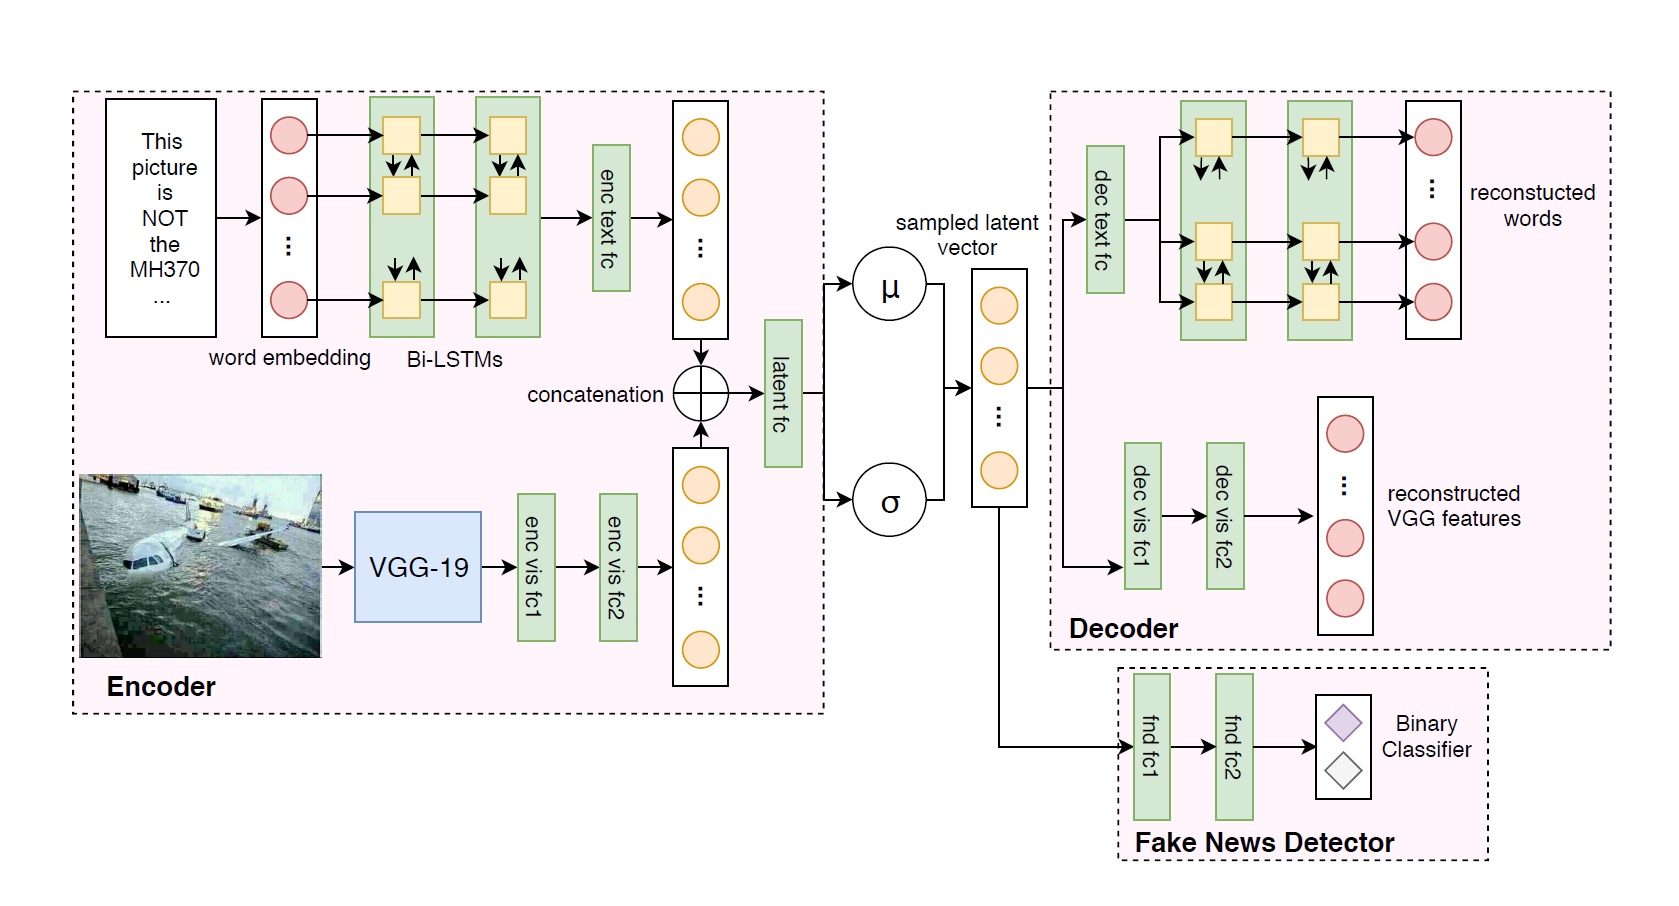 This
picture
is
NOT
the
MH370
...
word embedding
Bi-LSTMs
enc text fc
concatenation
latent fc
VGG-19
enc vis fc1
enc vis fc2
Encoder
μ
σ
sampled latent
vector
dec text fc
reconstucted
words
dec vis fc1
dec vis fc2
reconstructed
VGG features
Decoder
fnd fc1
fnd fc2
Binary
Classifier
Fake News Detector